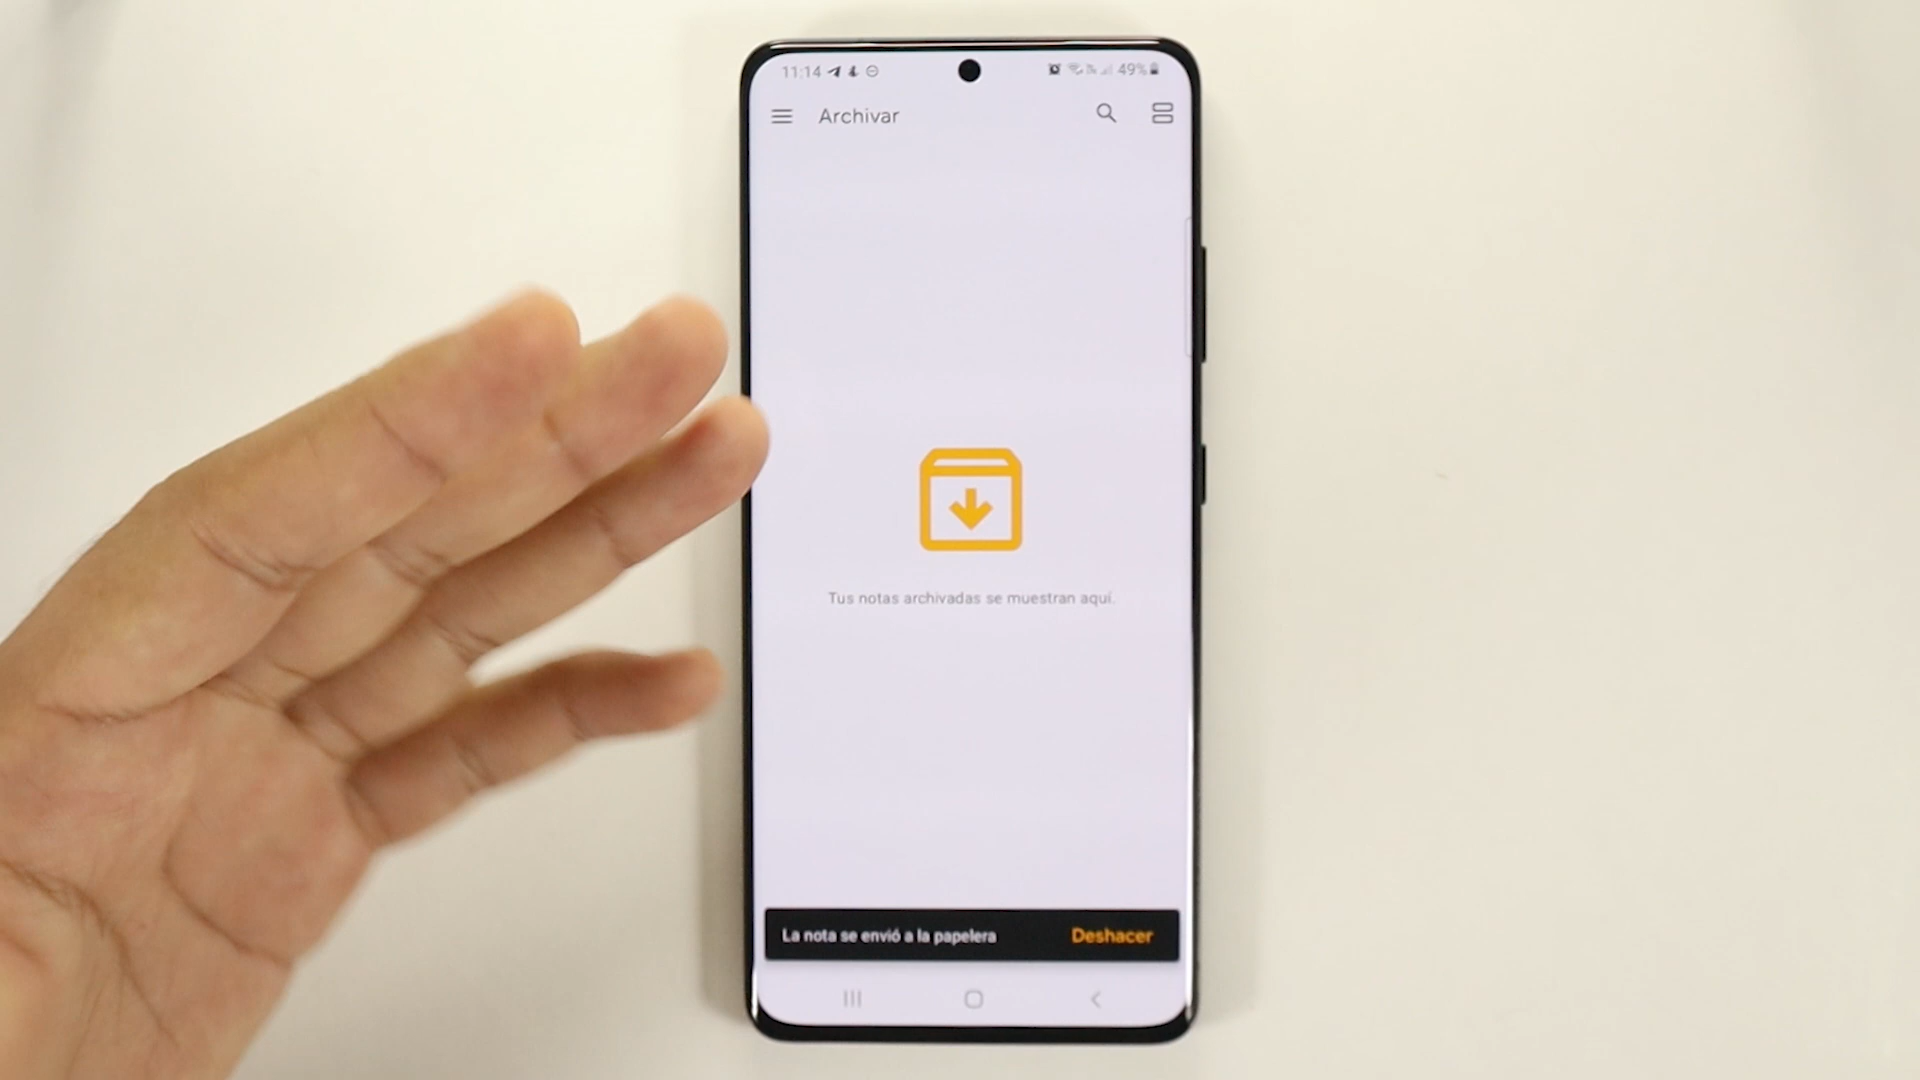 11:14
49%
Archivar
Tus notas archivadas se muestran aquí.
La nota se envió a la papelera
Deshacer